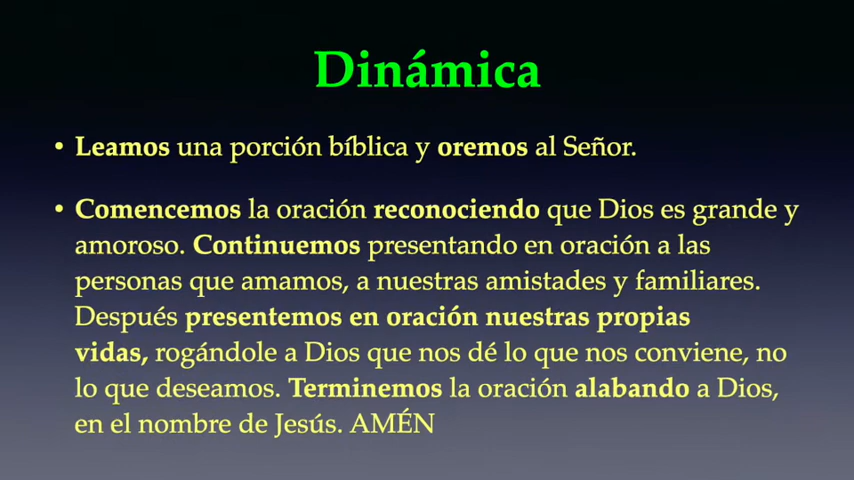 Dinámica
• Leamos una porción bíblica y oremos al Señor.
• Comencemos la oración reconociendo que Dios es grande y
amoroso. Continuemos presentando en oración a las
personas que amamos, a nuestras amistades y familiares.
Después presentemos en oración nuestras propias
vidas, rogándole a Dios que nos dé lo que nos conviene, no
lo que deseamos. Terminemos la oración alabando a Dios,
en el nombre de Jesús. AMÉN